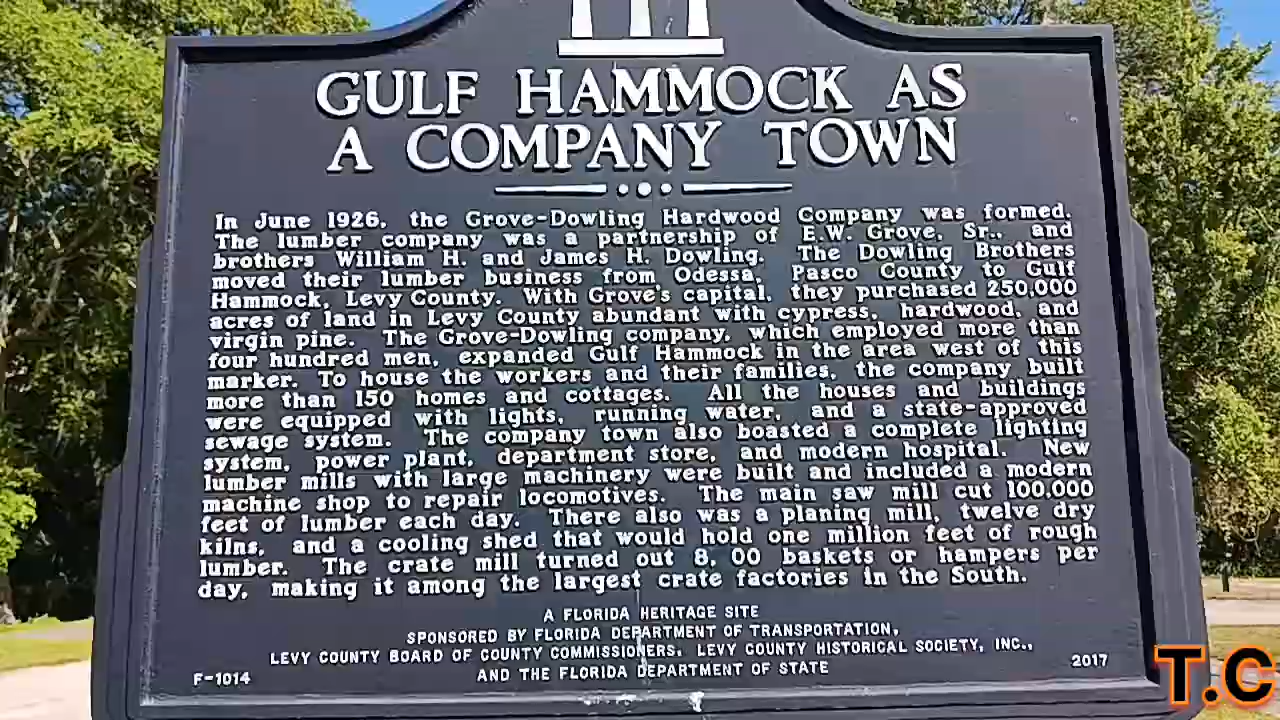 GULF HAMMOCK AS
A COMPANY TOWN
In June 1926, the Grove-Dowling Hardwood Company was formed.
The lumber company was a partnership of E.W. Grove, Sr., and
brothers William H. and James H. Dowling. The Dowling Brothers
moved their lumber business from Odessa, Pasco County to Gulf
Hammock, Levy County. With Grove's capital, they purchased 250,000
acres of land in Levy County abundant with cypress, hardwood, and
virgin pine. The Grove-Dowling company, which employed more than
four hundred men, expanded Gulf Hammock in the area west of this
marker. To house the workers and their families, the company built
more than 150 homes and cottages. All the houses and buildings
were equipped with lights, running water, and a state-approved
sewage system. The company town also boasted a complete lighting
system, power plant, department store, and modern hospital. New
lumber mills with large machinery were built and included a modern
machine shop to repair locomotives. The main saw mill cut 100,000
feet of lumber each day. There also was a planing mill, twelve dry
kilns, and a cooling shed that would hold one million feet of rough
lumber. The crate mill turned out 8, 00 baskets or hampers per
day, making it among the largest crate factories in the South.
A FLORIDA HERITAGE SITE
SPONSORED BY FLORIDA DEPARTMENT OF TRANSPORTATION,
LEVY COUNTY BOARD OF COUNTY COMMISSIONERS, LEVY COUNTY HISTORICAL SOCIETY, INC.,
AND THE FLORIDA DEPARTMENT OF STATE
F-1014
2017
T.C